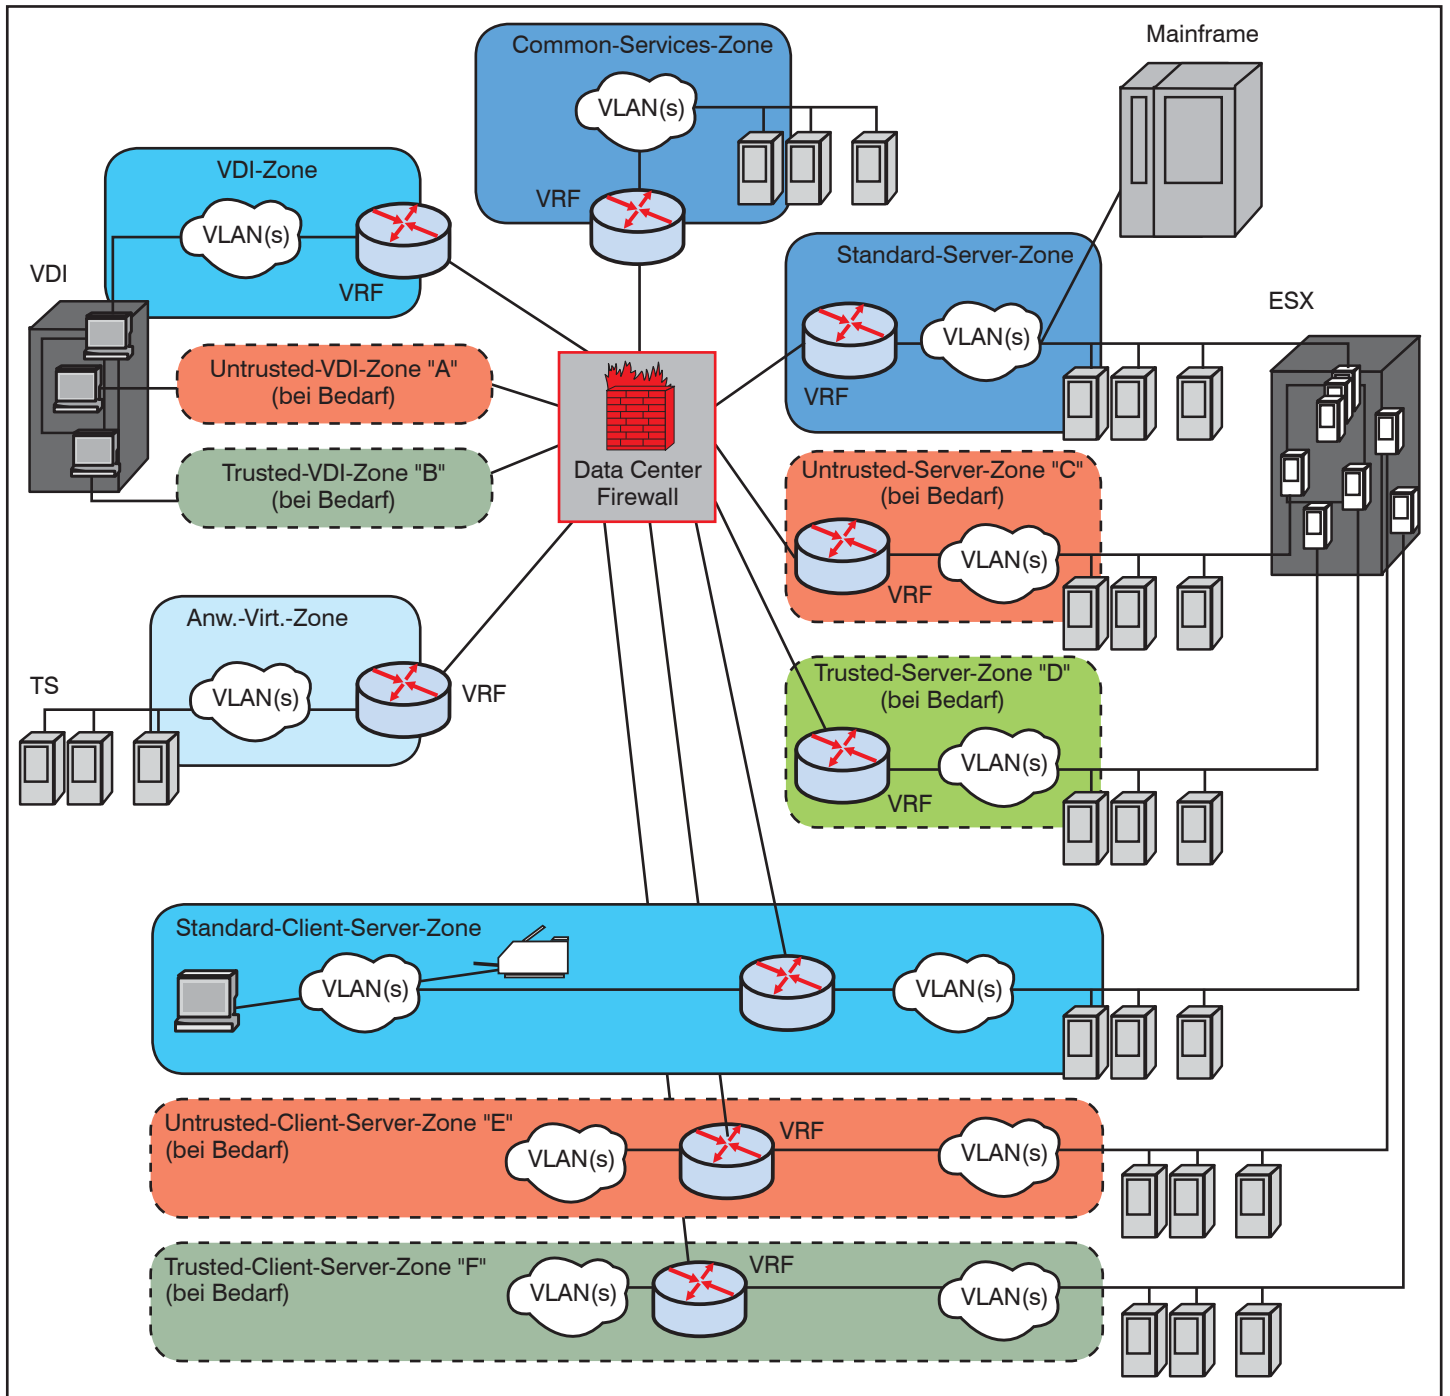 Common-Services-Zone
VLAN(s)
VRF
Mainframe
VDI-Zone
VLAN(s)
VRF
VDI
Standard-Server-Zone
VLAN(s)
VRF
ESX
Untrusted-VDI-Zone "A"
(bei Bedarf)
Trusted-VDI-Zone "B"
(bei Bedarf)
Data Center
Firewall
Untrusted-Server-Zone "C"
(bei Bedarf)
VLAN(s)
VRF
Anw.-Virt.-Zone
VLAN(s)
VRF
TS
Trusted-Server-Zone "D"
(bei Bedarf)
VLAN(s)
VRF
Standard-Client-Server-Zone
VLAN(s)
VLAN(s)
Untrusted-Client-Server-Zone "E"
(bei Bedarf)
VLAN(s)
VRF
VLAN(s)
Trusted-Client-Server-Zone "F"
(bei Bedarf)
VLAN(s)
VRF
VLAN(s)